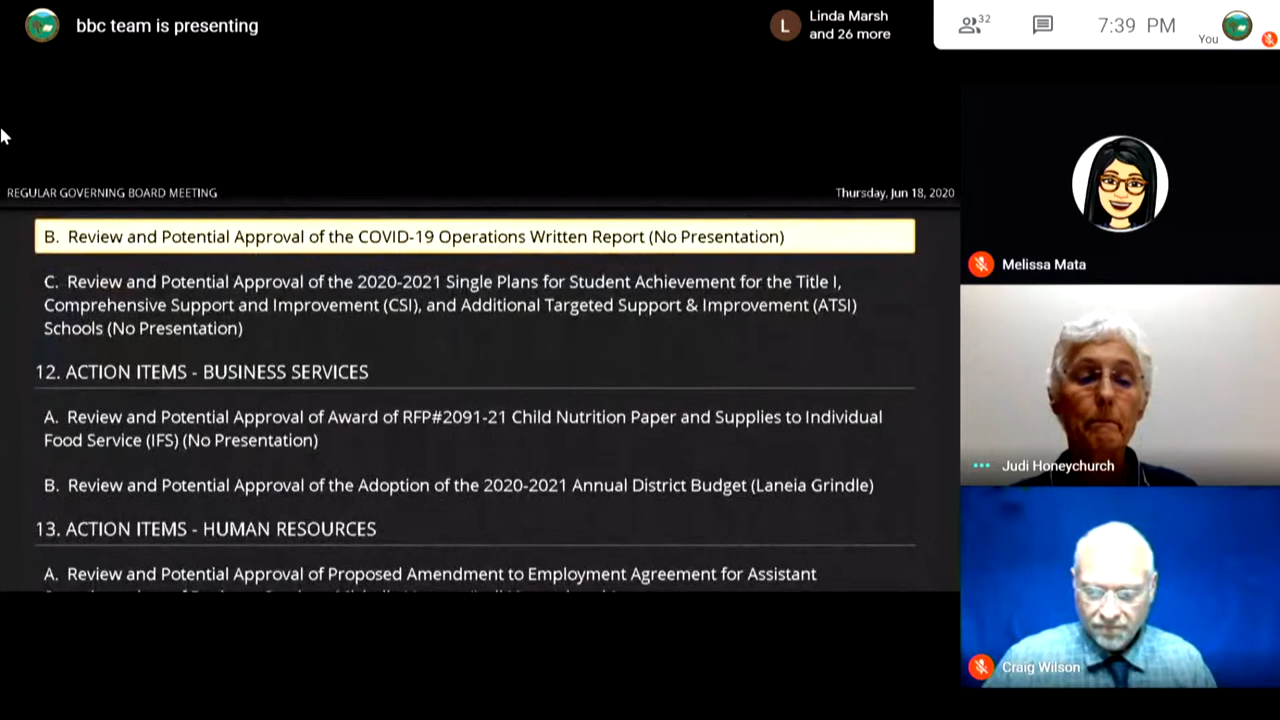 bbc team is presenting
L
Linda Marsh
and 26 more
32
7:39 PM
You
REGULAR GOVERNING BOARD MEETING
Thursday, Jun 18, 2020
B. Review and Potential Approval of the COVID-19 Operations Written Report (No Presentation)
C. Review and Potential Approval of the 2020-2021 Single Plans for Student Achievement for the Title I,
Comprehensive Support and Improvement (CSI), and Additional Targeted Support & Improvement (ATSI)
Schools (No Presentation)
12. ACTION ITEMS - BUSINESS SERVICES
A. Review and Potential Approval of Award of RFP#2091-21 Child Nutrition Paper and Supplies to Individual
Food Service (IFS) (No Presentation)
B. Review and Potential Approval of the Adoption of the 2020-2021 Annual District Budget (Laneia Grindle)
13. ACTION ITEMS - HUMAN RESOURCES
A. Review and Potential Approval of Proposed Amendment to Employment Agreement for Assistant
Melissa Mata
Judi Honeychurch
Craig Wilson